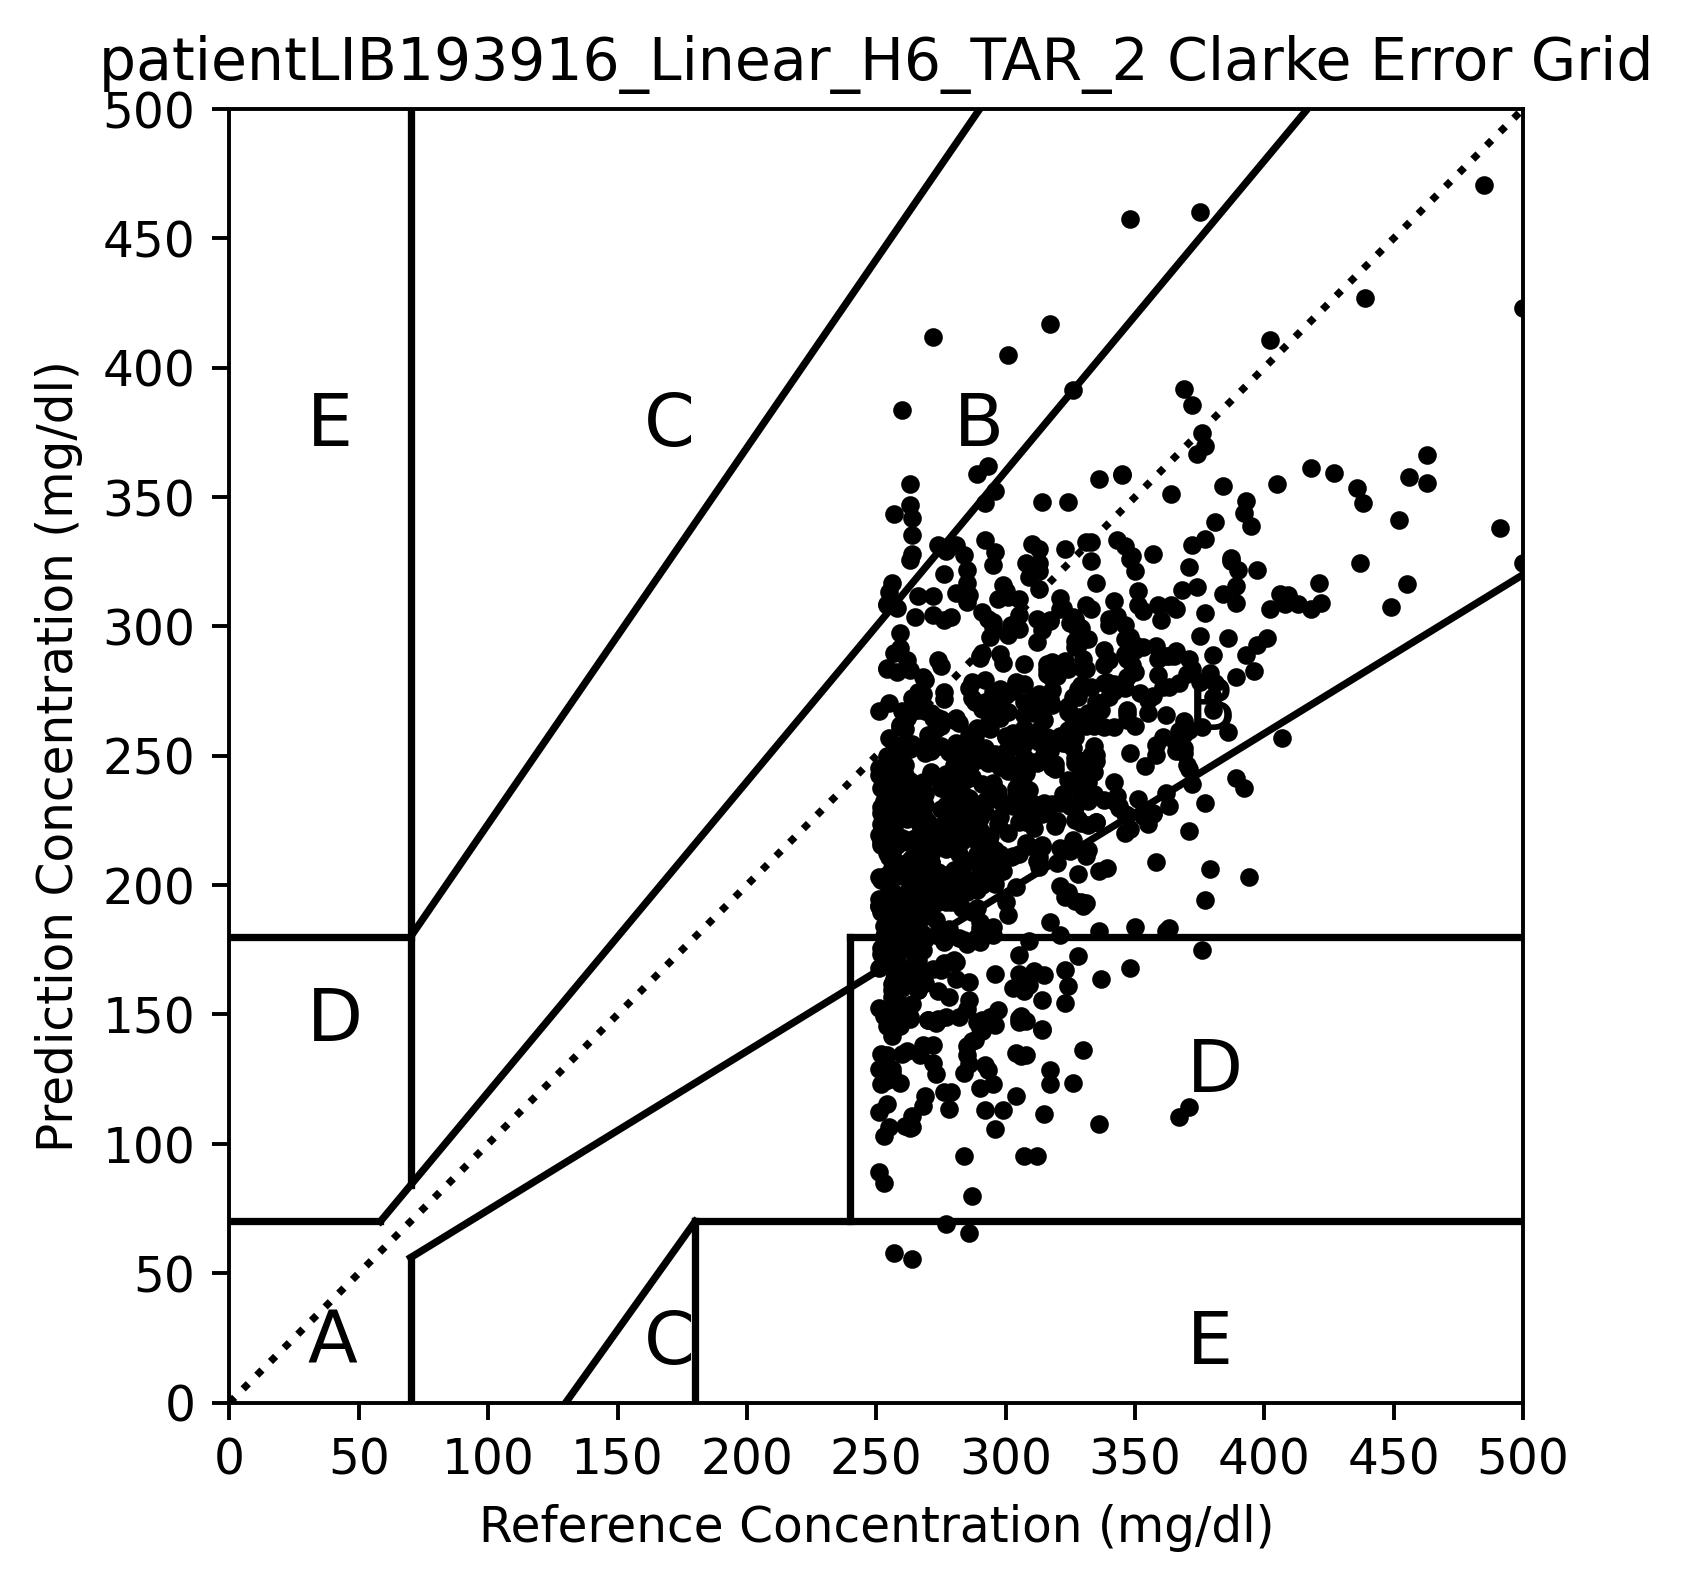 patientLIB193916_Linear_H6_TAR_2 Clarke Error Grid
Prediction Concentration (mg/dl)
500
450
400
350
300
250
200
150
100
50
0
E
C
B
D
B
D
A
C
E
0 50 100 150 200 250 300 350 400 450 500
Reference Concentration (mg/dl)